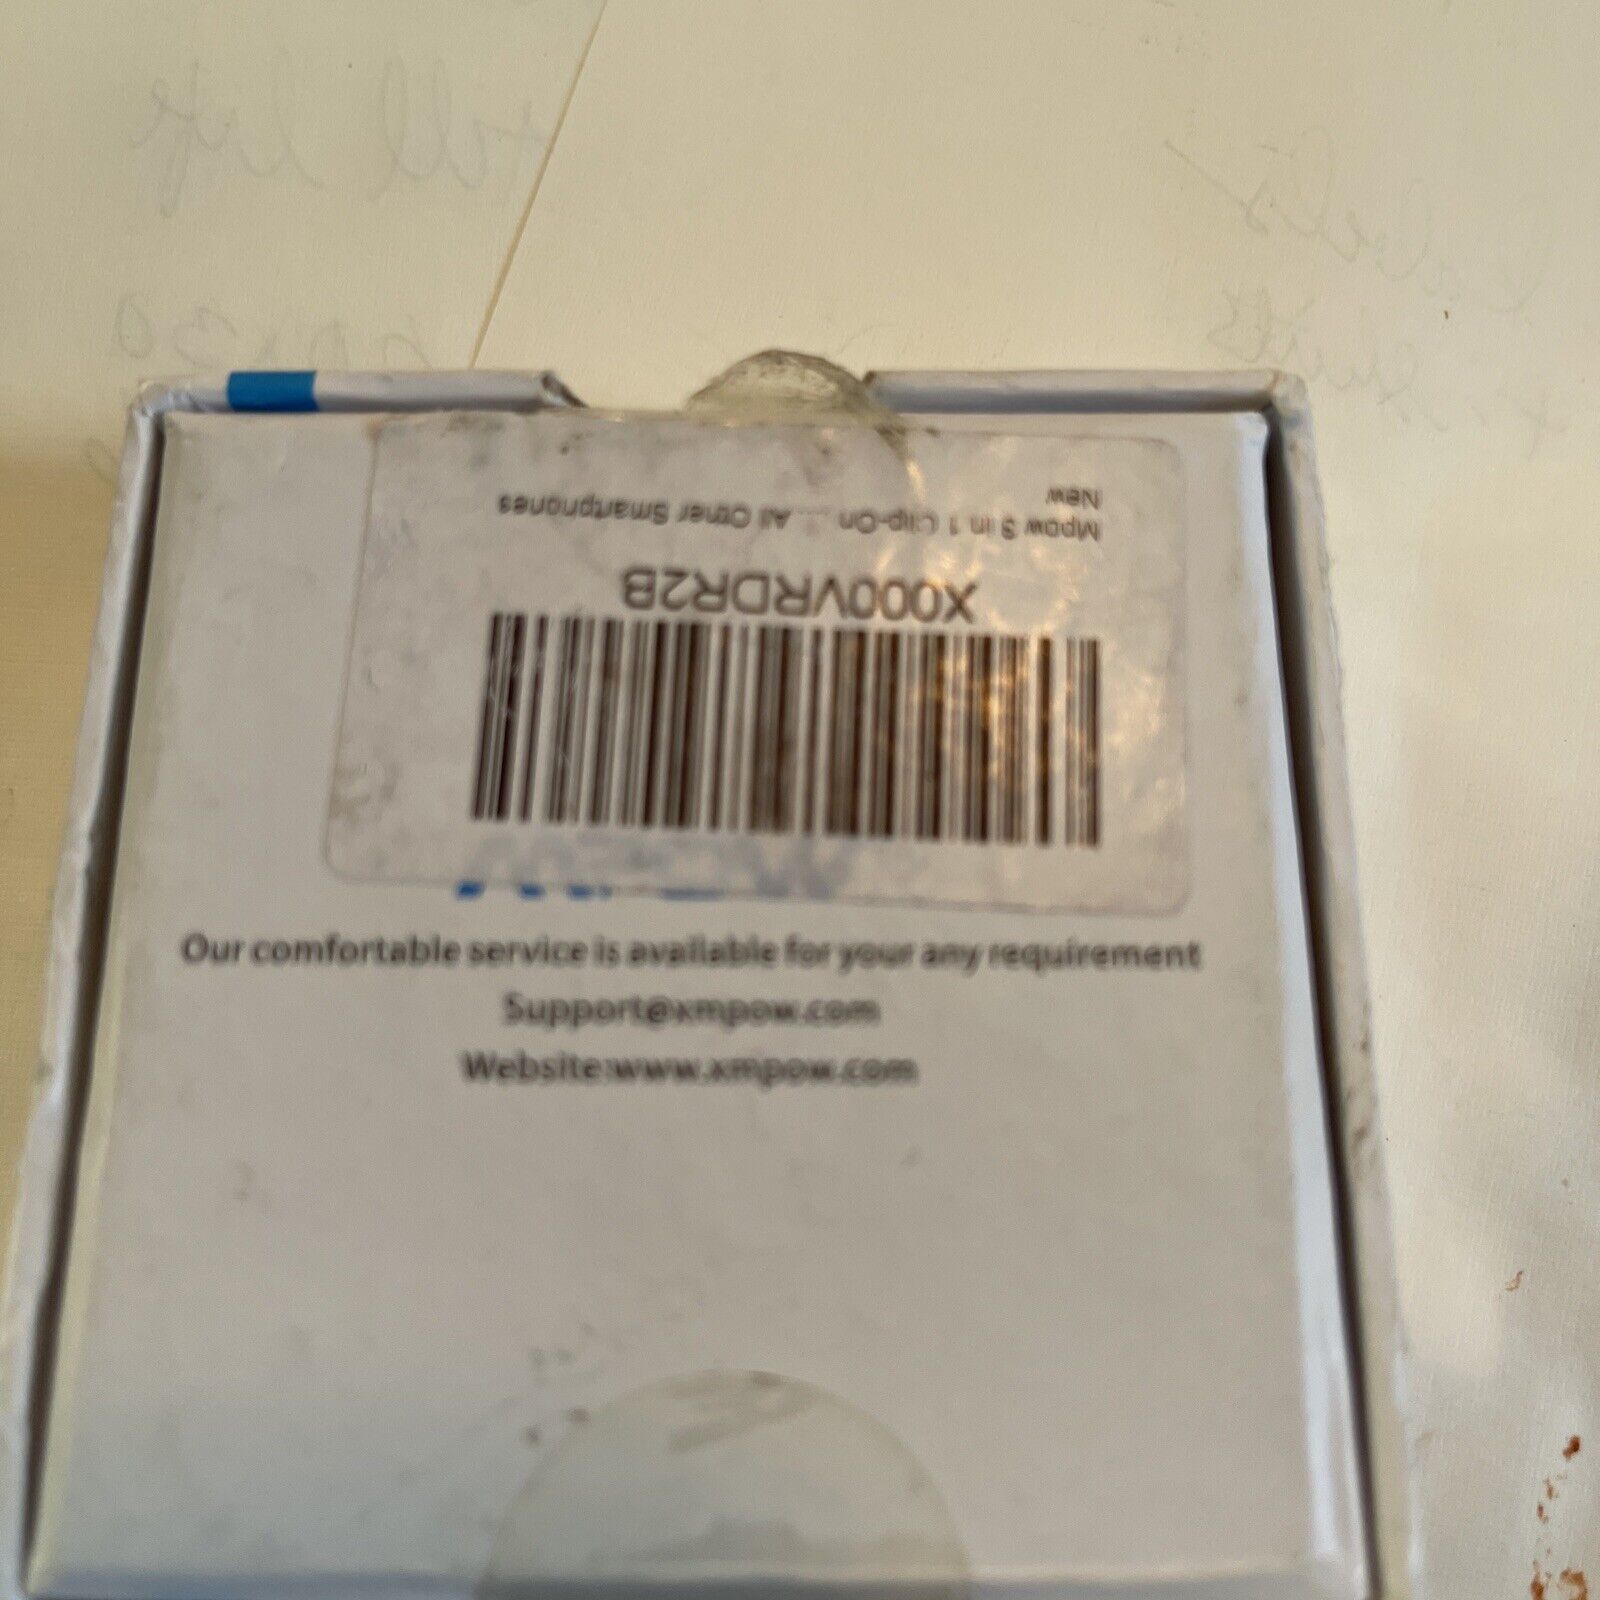 X000VRDR2B
Mpow 3 in 1 Clip-On ... All Other Smartphones
New
Our comfortable service is available for your any requirement
Support@xmpow.com
Website:www.xmpow.com